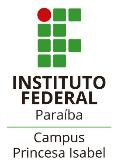 INSTITUTO
FEDERAL
Paraíba
Campus
Princesa Isabel